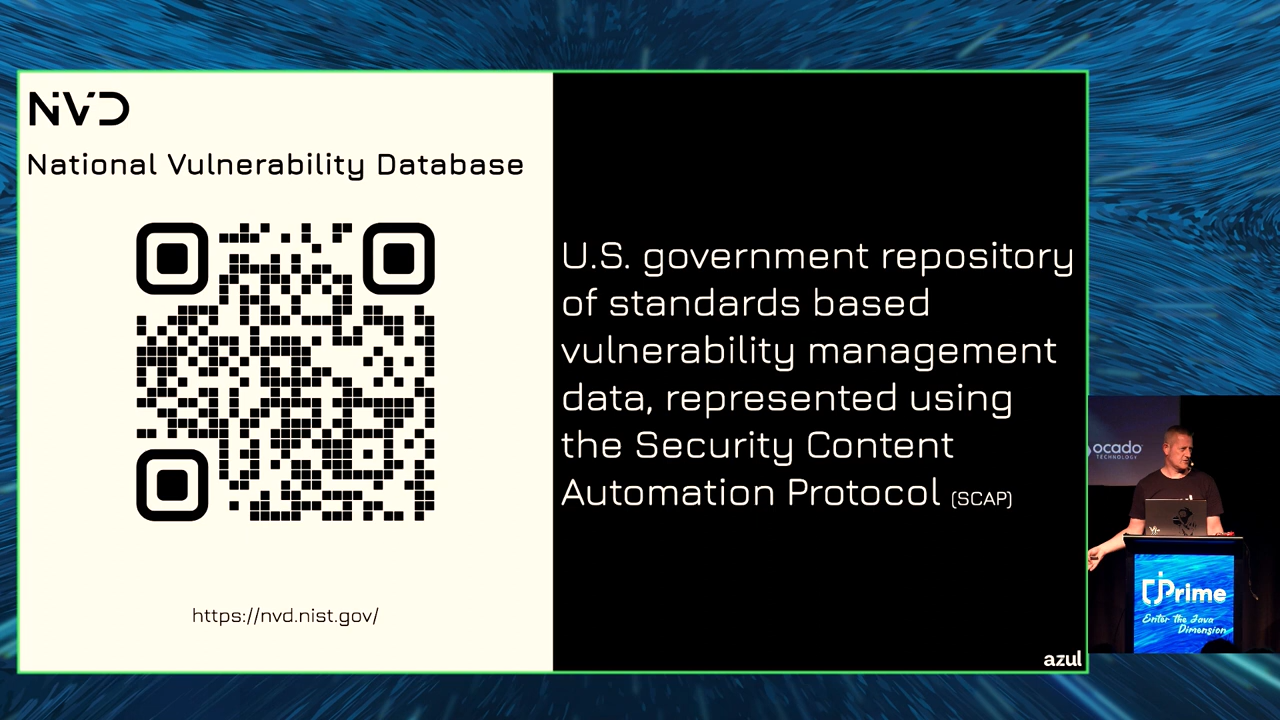 NVD
National Vulnerability Database
https://nvd.nist.gov/
U.S. government repository
of standards based
vulnerability management
data, represented using
the Security Content
Automation Protocol (SCAP)
azul
ocado
TECHNOLOGY
jPrime
Enter the Java
Dimension